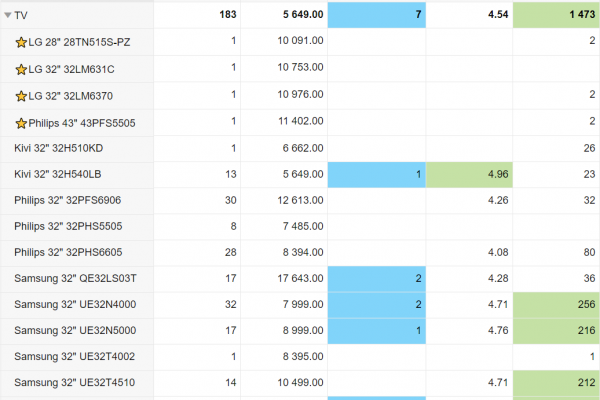 TV 183 5 649.00 7 4.54 1 473
LG 28" 28TN515S-PZ 1 10 091.00 2
LG 32" 32LM631C 1 10 753.00
LG 32" 32LM6370 1 10 976.00 2
Philips 43" 43PFS5505 1 11 402.00 2
Kivi 32" 32H510KD 1 6 662.00 26
Kivi 32" 32H540LB 13 5 649.00 1 4.96 23
Philips 32" 32PFS6906 30 12 613.00 4.26 32
Philips 32" 32PHS5505 8 7 485.00
Philips 32" 32PHS6605 28 8 394.00 4.08 80
Samsung 32" QE32LS03T 17 17 643.00 2 4.28 36
Samsung 32" UE32N4000 32 7 999.00 2 4.71 256
Samsung 32" UE32N5000 17 8 999.00 1 4.76 216
Samsung 32" UE32T4002 1 8 395.00 1
Samsung 32" UE32T4510 14 10 499.00 4.71 212